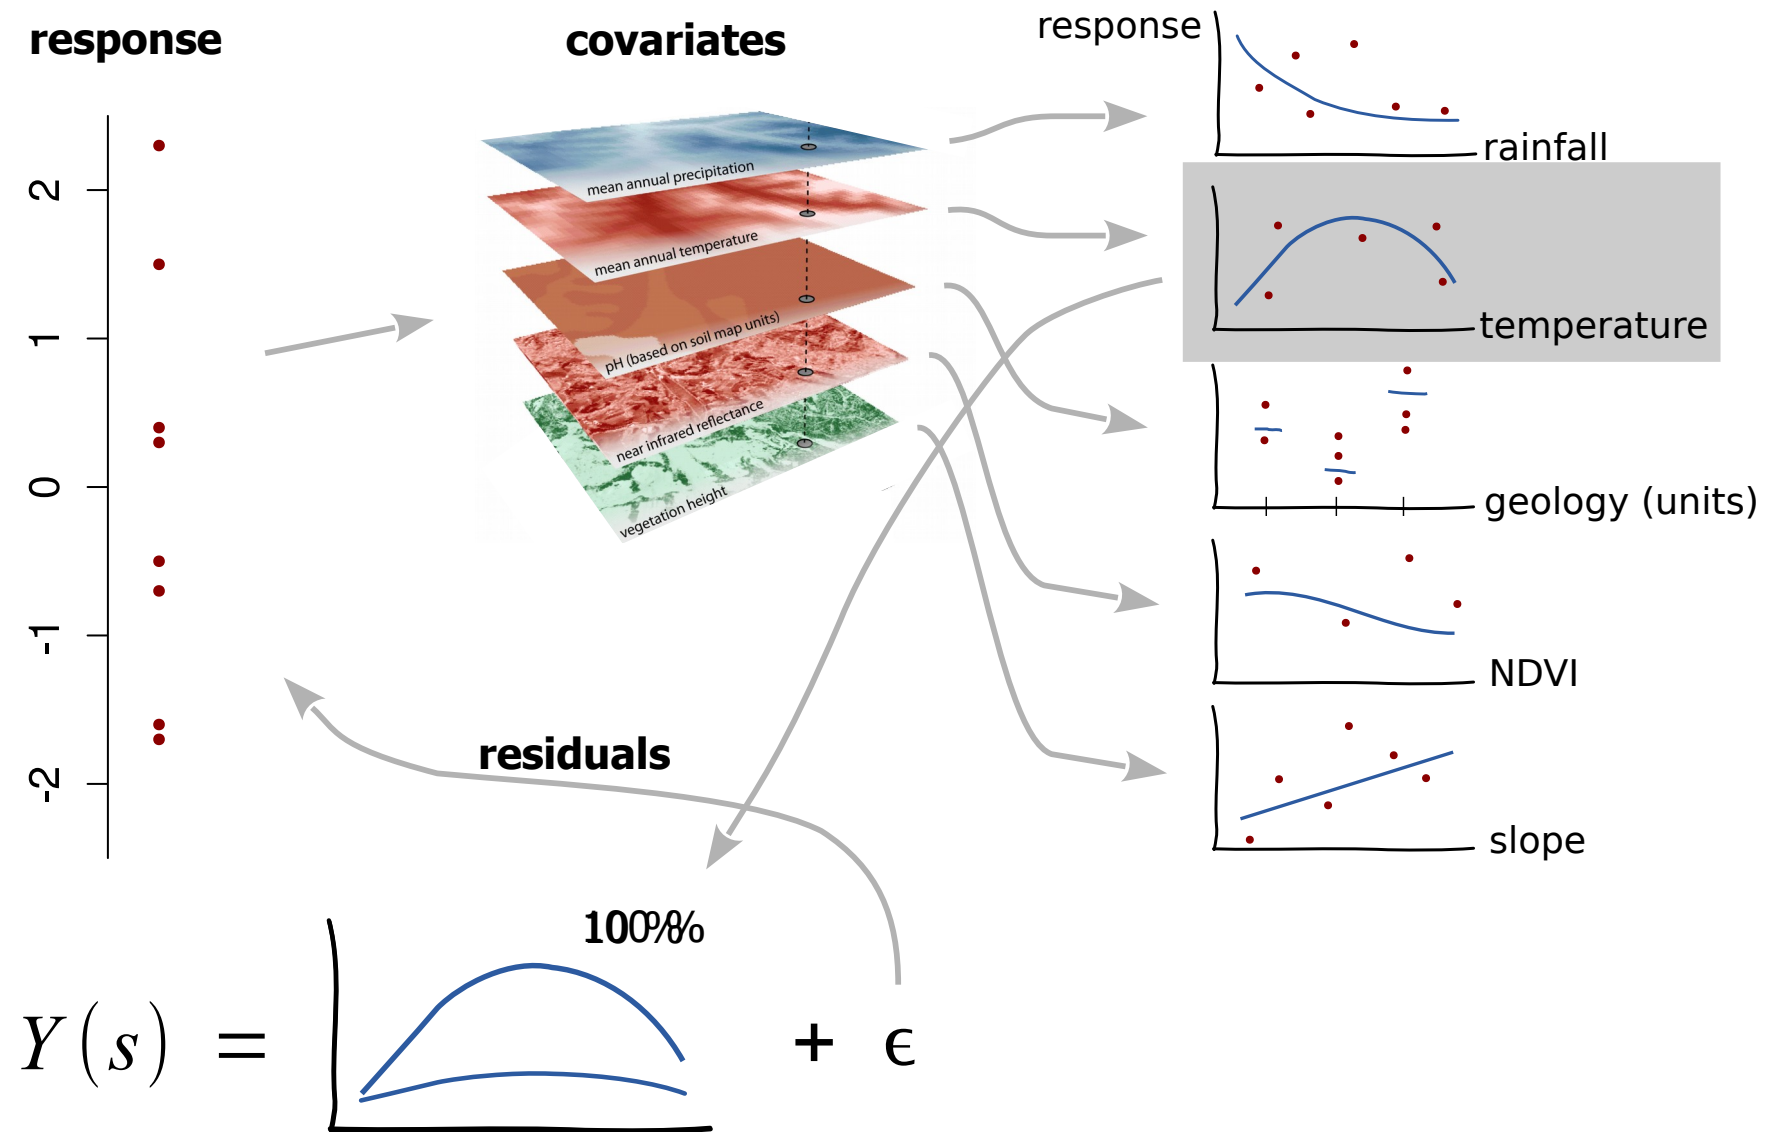 response
covariates
response
2
1
0
-1
-2
mean annual precipitation
mean annual temperature
pH (based on soil map units)
near infrared reflectance
vegetation height
rainfall
temperature
geology (units)
NDVI
slope
residuals
100%%
Y(s) = + ϵ